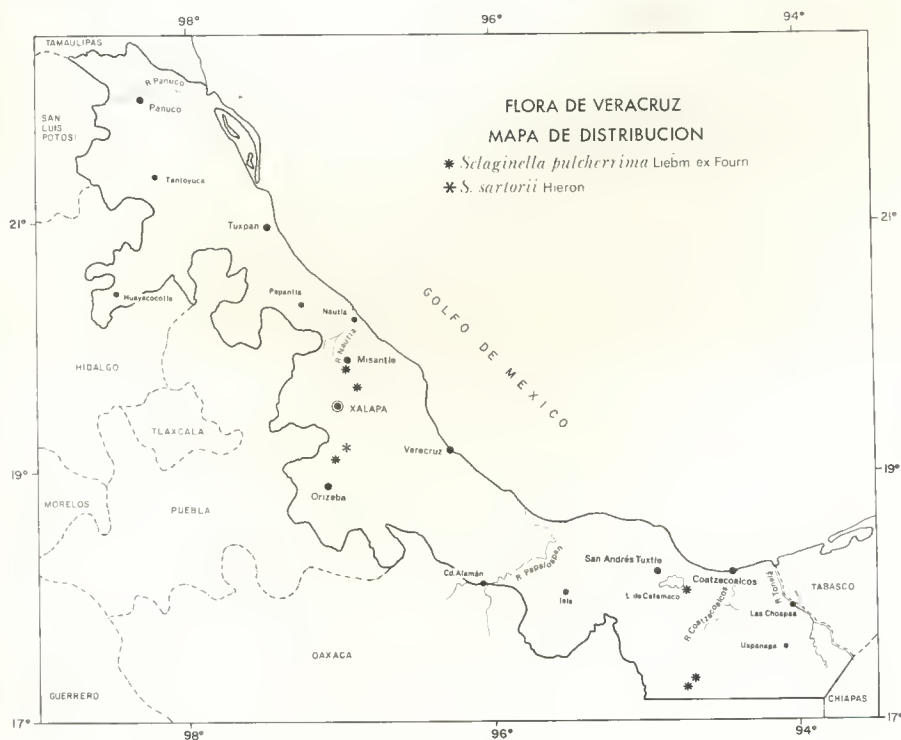 98°
96°
94°
TAMAULIPAS
R Panuco
Panuco
SAN
LUIS
POTOSI
FLORA DE VERACRUZ
MAPA DE DISTRIBUCION
Selaginella pulcherrima Liebm ex Fourn
S. sartorii Hieron
Tantoyuca
21°
21°
Tuxpan
Huayacocotla
Papantla
Nautla
GOLFO DE MEXICO
R Nautla
Misantla
HIDALGO
XALAPA
TLAXCALA
Veracruz
19°
19°
MORELOS
PUEBLA
Orizaba
Cd. Alemán
R Papaloapan
San Andrés Tuxtla
Coatzacoalcos
L de Catemaco
Isla
R Coatzacoalcos
R Tonalá
TABASCO
Las Choapas
Uxpanapa
OAXACA
GUERRERO
CHIAPAS
17°
17°
98°
96°
94°